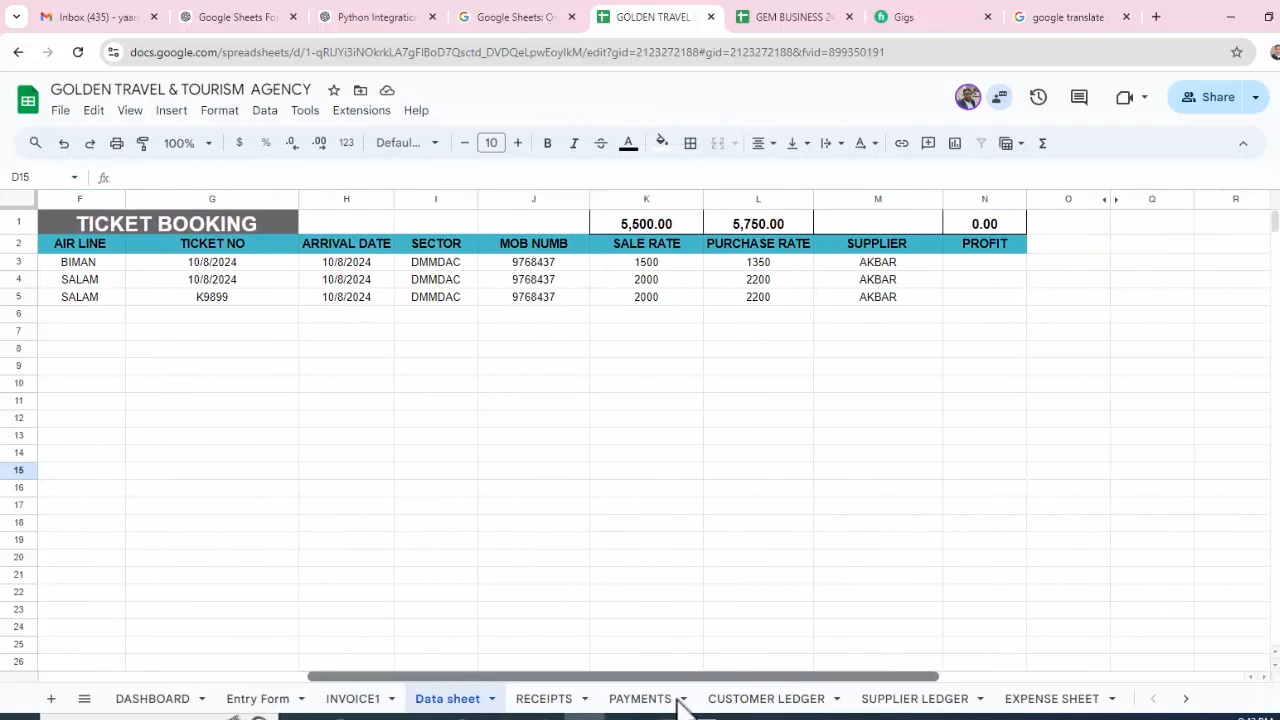 Inbox (435) - yaan
Google Sheets For
Python Integration
Google Sheets: O
GOLDEN TRAVEL &
GEM BUSINESS 24
Gigs
google translate -
docs.google.com/spreadsheets/d/1-qRUYi3iNOkrkLA7gFlBoD7Qsctd_DVDQeLpwEoyIkM/edit?gid=2123272188#gid=2123272188&fvid=899350191
GOLDEN TRAVEL & TOURISM AGENCY
File Edit View Insert Format Data Tools Extensions Help
Share
100% $ % .0 .00 123 Defaul... 10 B I S A
D15 fx
F G H I J K L M N O Q R
1 TICKET BOOKING 5,500.00 5,750.00 0.00
2 AIR LINE TICKET NO ARRIVAL DATE SECTOR MOB NUMB SALE RATE PURCHASE RATE SUPPLIER PROFIT
3 BIMAN 10/8/2024 10/8/2024 DMMDAC 9768437 1500 1350 AKBAR
4 SALAM 10/8/2024 10/8/2024 DMMDAC 9768437 2000 2200 AKBAR
5 SALAM K9899 10/8/2024 DMMDAC 9768437 2000 2200 AKBAR
6
7
8
9
10
11
12
13
14
15
16
17
18
19
20
21
22
23
24
25
26
DASHBOARD Entry Form INVOICE1 Data sheet RECEIPTS PAYMENTS CUSTOMER LEDGER SUPPLIER LEDGER EXPENSE SHEET